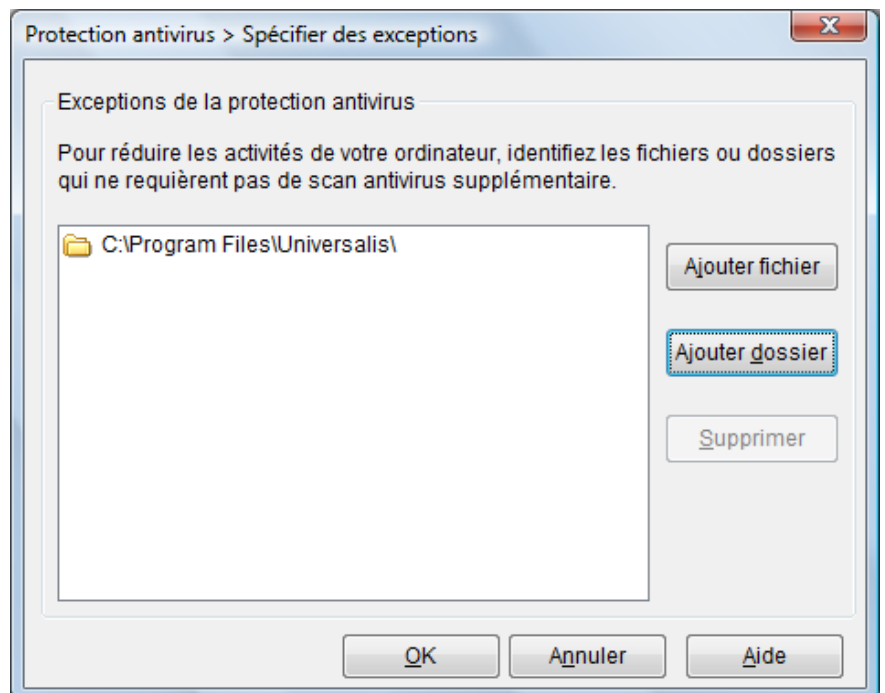 Protection antivirus > Spécifier des exceptions
Exceptions de la protection antivirus
Pour réduire les activités de votre ordinateur, identifiez les fichiers ou dossiers
qui ne requièrent pas de scan antivirus supplémentaire.
C:\Program Files\Universalis\
Ajouter fichier
Ajouter dossier
Supprimer
OK
Annuler
Aide